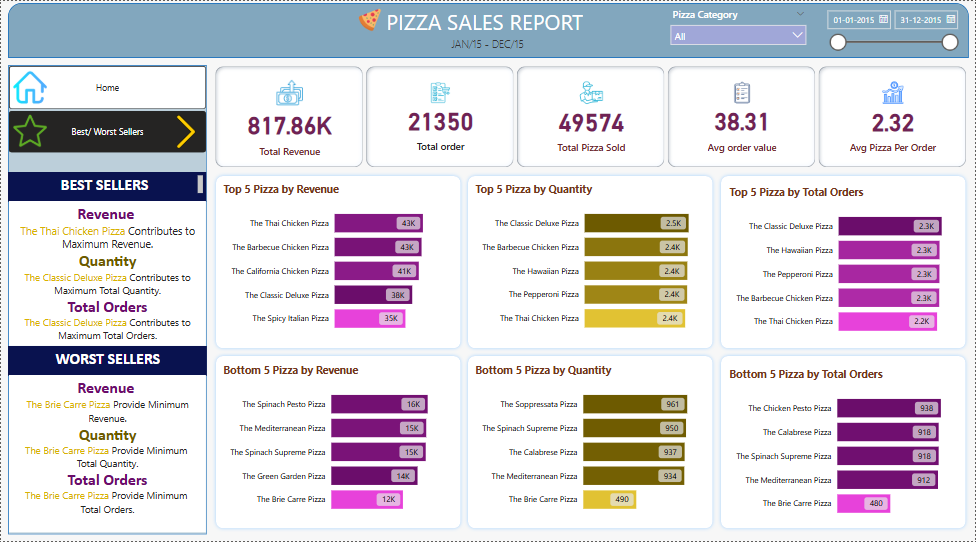 PIZZA SALES REPORT
JAN/15 - DEC/15
Pizza Category
All
01-01-2015
31-12-2015
Home
Best/ Worst Sellers
BEST SELLERS
Revenue
The Thai Chicken Pizza Contributes to
Maximum Revenue.
Quantity
The Classic Deluxe Pizza Contributes to
Maximum Total Quantity.
Total Orders
The Classic Deluxe Pizza Contributes to
Maximum Total Orders.
WORST SELLERS
Revenue
The Brie Carre Pizza Provide Minimum
Revenue.
Quantity
The Brie Carre Pizza Provide Minimum
Total Quantity.
Total Orders
The Brie Carre Pizza Provide Minimum
Total Orders.
817.86K
Total Revenue
21350
Total order
49574
Total Pizza Sold
38.31
Avg order value
2.32
Avg Pizza Per Order
Top 5 Pizza by Revenue
The Thai Chicken Pizza 43K
The Barbecue Chicken Pizza 43K
The California Chicken Pizza 41K
The Classic Deluxe Pizza 38K
The Spicy Italian Pizza 35K
Top 5 Pizza by Quantity
The Classic Deluxe Pizza 2.5K
The Barbecue Chicken Pizza 2.4K
The Hawaiian Pizza 2.4K
The Pepperoni Pizza 2.4K
The Thai Chicken Pizza 2.4K
Top 5 Pizza by Total Orders
The Classic Deluxe Pizza 2.3K
The Hawaiian Pizza 2.3K
The Pepperoni Pizza 2.3K
The Barbecue Chicken Pizza 2.3K
The Thai Chicken Pizza 2.2K
Bottom 5 Pizza by Revenue
The Spinach Pesto Pizza 16K
The Mediterranean Pizza 15K
The Spinach Supreme Pizza 15K
The Green Garden Pizza 14K
The Brie Carre Pizza 12K
Bottom 5 Pizza by Quantity
The Soppressata Pizza 961
The Spinach Supreme Pizza 950
The Calabrese Pizza 937
The Mediterranean Pizza 934
The Brie Carre Pizza 490
Bottom 5 Pizza by Total Orders
The Chicken Pesto Pizza 938
The Calabrese Pizza 918
The Spinach Supreme Pizza 918
The Mediterranean Pizza 912
The Brie Carre Pizza 480